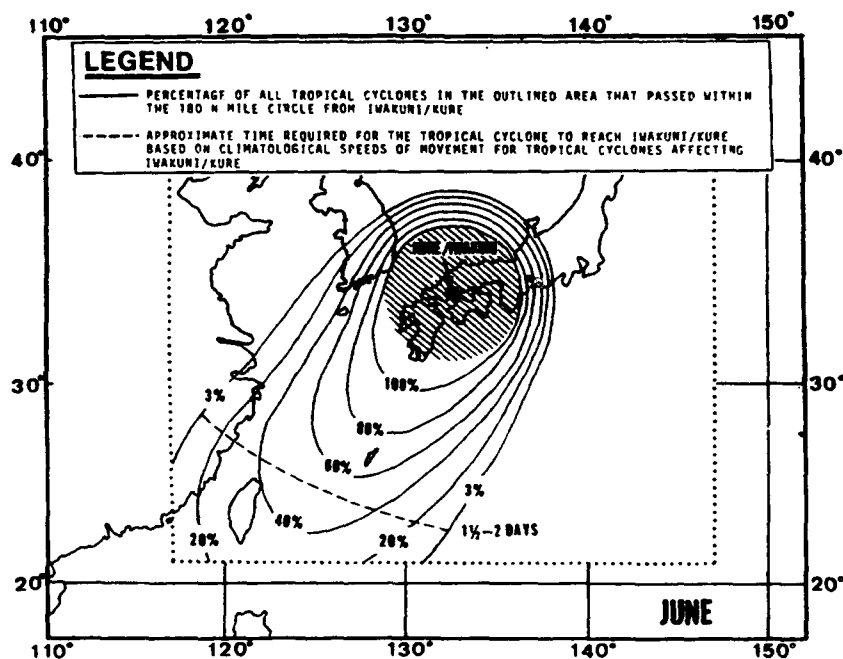 110° 120° 130° 140° 150°
LEGEND
PERCENTAGE OF ALL TROPICAL CYCLONES IN THE OUTLINED AREA THAT PASSED WITHIN
THE 180 N MILE CIRCLE FROM IWAKUNI/KURE
APPROXIMATE TIME REQUIRED FOR THE TROPICAL CYCLONE TO REACH IWAKUNI/KURE
BASED ON CLIMATOLOGICAL SPEEDS OF MOVEMENT FOR TROPICAL CYCLONES AFFECTING
IWAKUNI/KURE
40° 40°
KURE/IWAKUNI
30° 30°
100%
3%
80%
60%
3%
40%
20% 20% 1½-2 DAYS
20° 20°
JUNE
110° 120° 130° 140° 150°